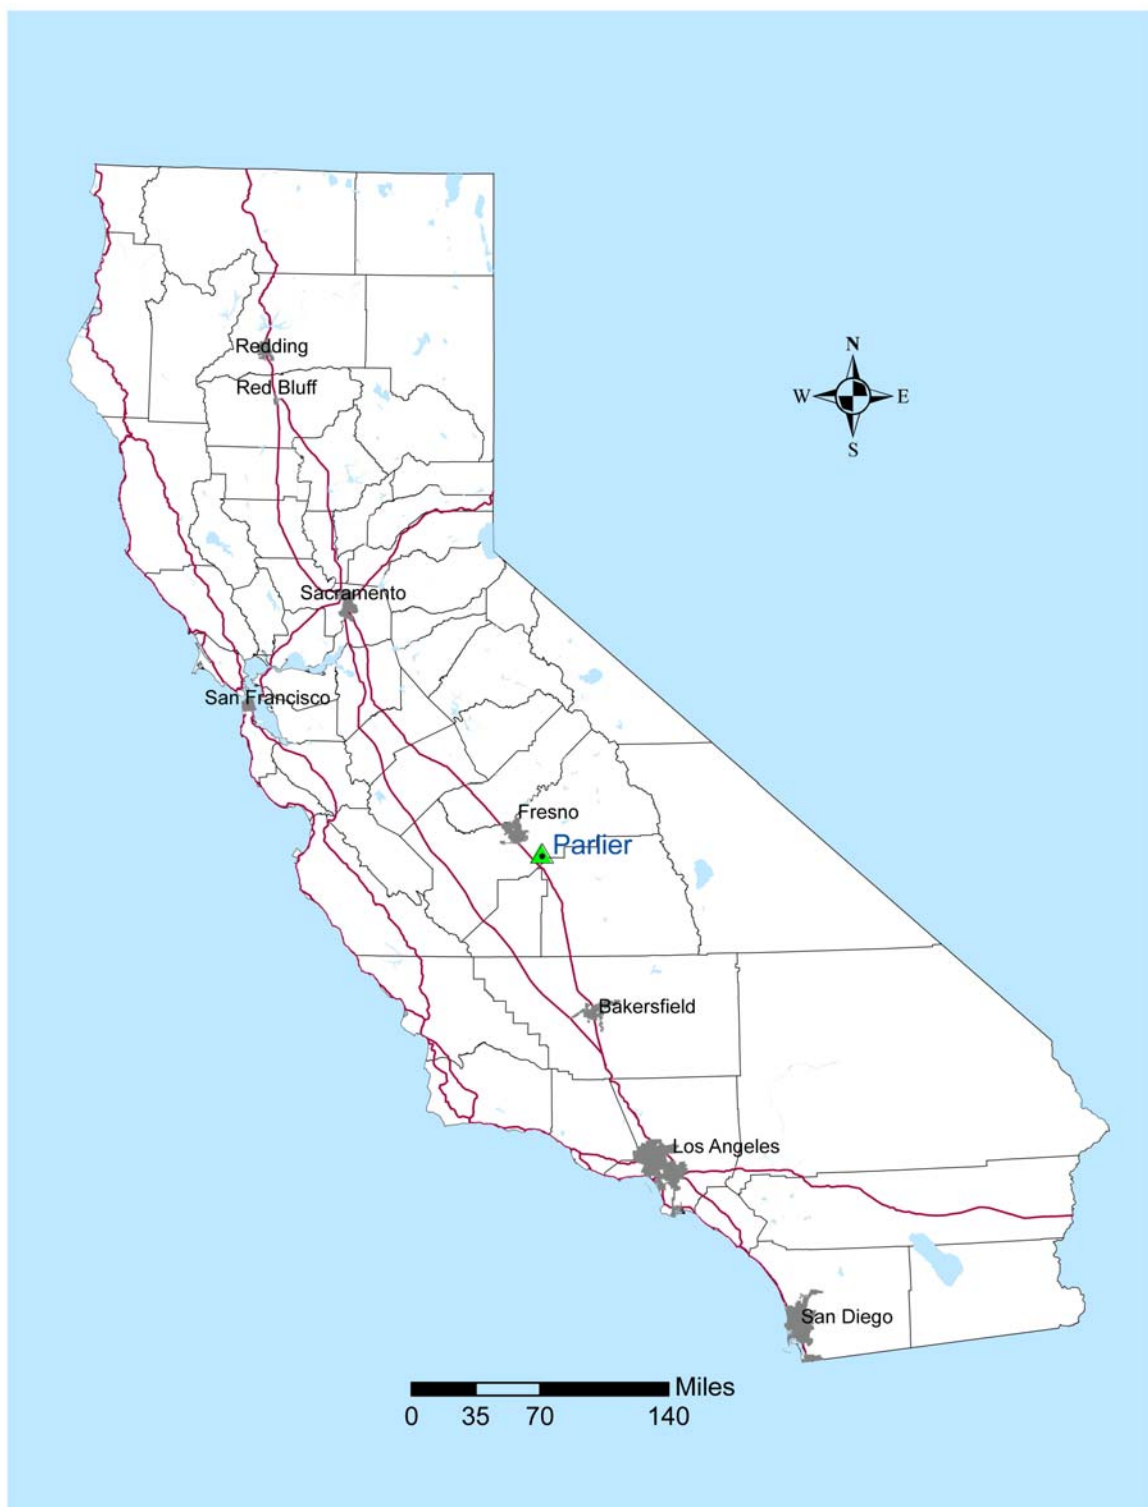 Redding
Red Bluff
N
W E
S
Sacramento
San Francisco
Fresno
Parlier
Bakersfield
Los Angeles
San Diego
Miles
0 35 70 140